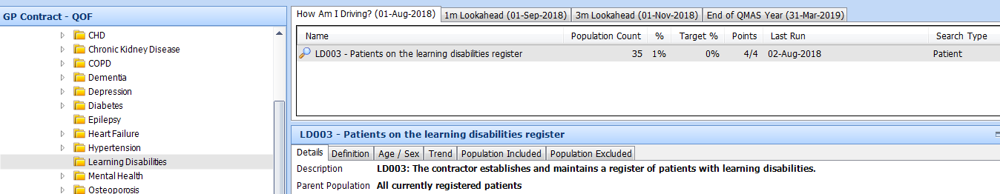 GP Contract - QOF
CHD
Chronic Kidney Disease
COPD
Dementia
Depression
Diabetes
Epilepsy
Heart Failure
Hypertension
Learning Disabilities
Mental Health
Osteoporosis
How Am I Driving? (01-Aug-2018) 1m Lookahead (01-Sep-2018) 3m Lookahead (01-Nov-2018) End of QMAS Year (31-Mar-2019)
Name Population Count % Target % Points Last Run Search Type
LD003 - Patients on the learning disabilities register 35 1% 0% 4/4 02-Aug-2018 Patient
LD003 - Patients on the learning disabilities register
Details Definition Age / Sex Trend Population Included Population Excluded
Description LD003: The contractor establishes and maintains a register of patients with learning disabilities.
Parent Population All currently registered patients